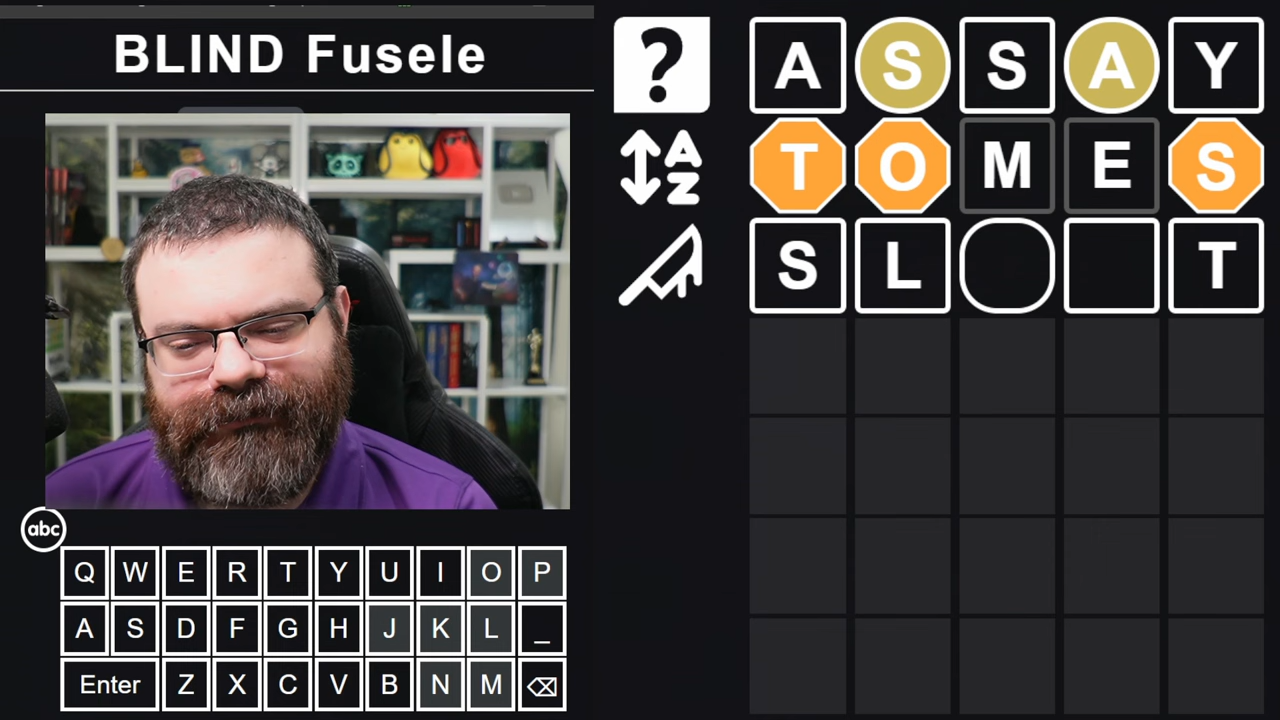 BLIND Fusele
?
A S S A Y
A
Z
T O M E S
S L T
abc
Q W E R T Y U I O P
A S D F G H J K L _
Enter Z X C V B N M ⌫